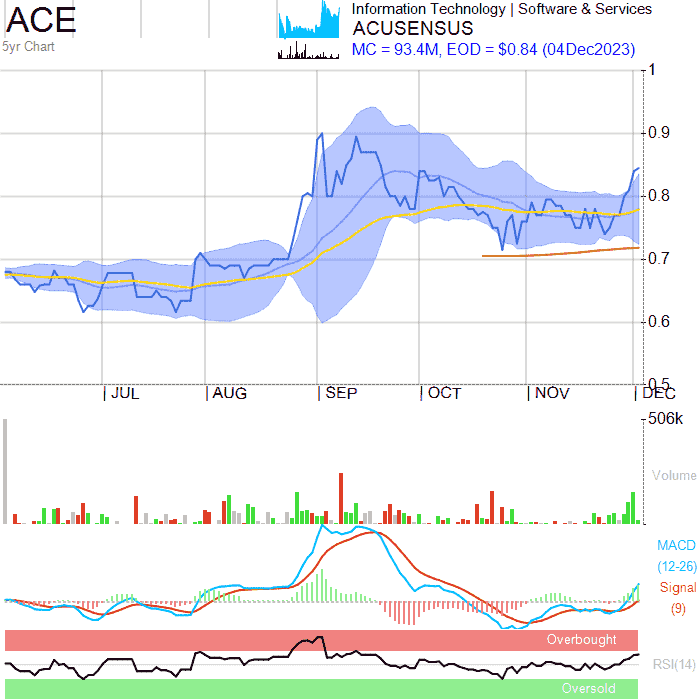 ACE
5yr Chart
Information Technology | Software & Services
ACUSENSUS
MC = 93.4M, EOD = $0.84 (04Dec2023)
1
0.9
0.8
0.7
0.6
0.5
JUL
AUG
SEP
OCT
NOV
DEC
506k
Volume
MACD
(12-26)
Signal
(9)
Overbought
RSI(14)
Oversold